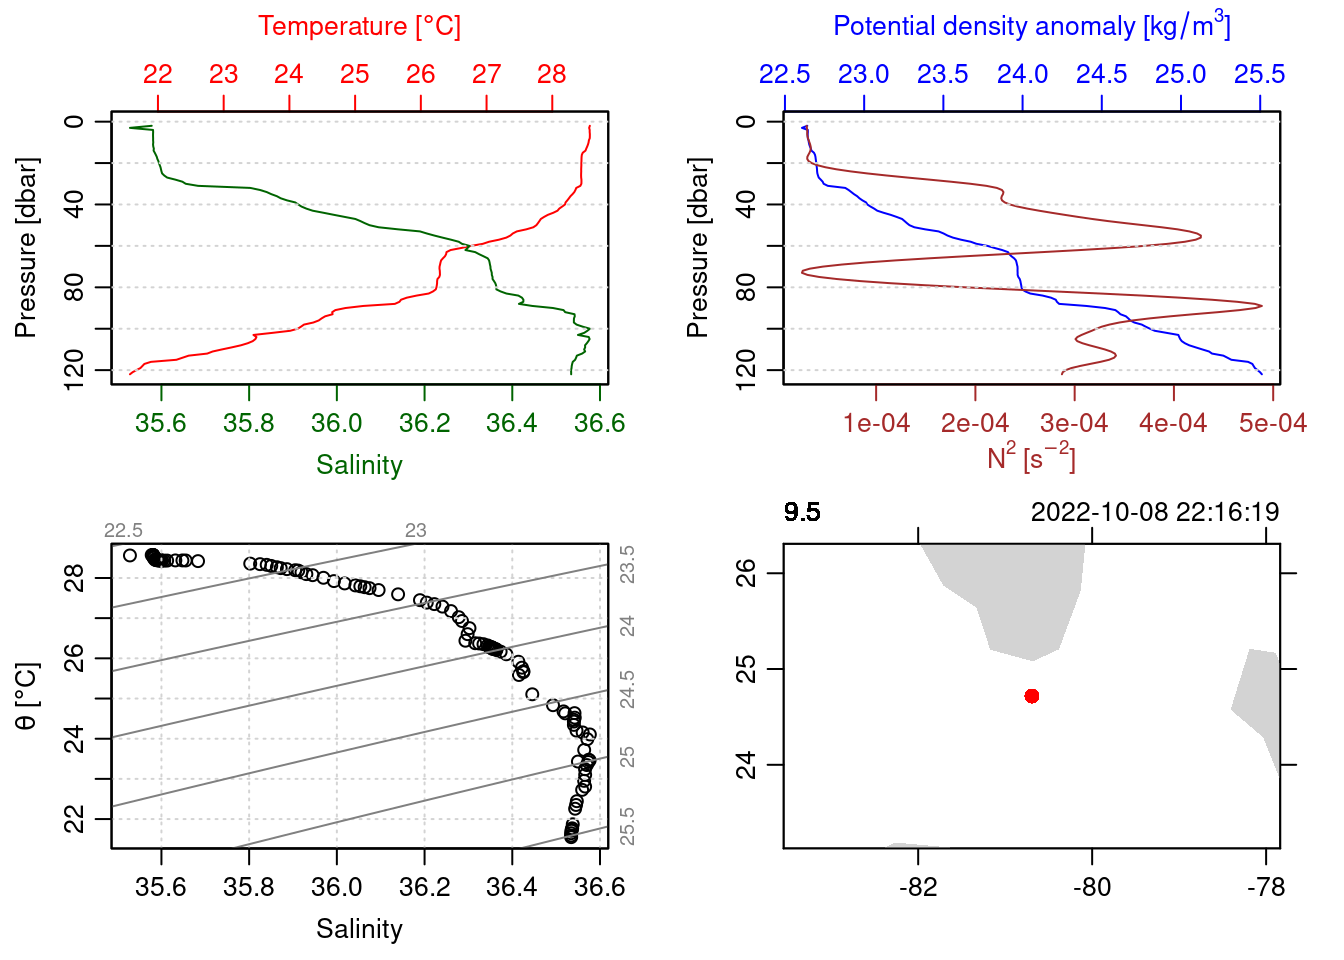 Temperature [°C]
22 23 24 25 26 27 28
Pressure [dbar]
0
40
80
120
35.6 35.8 36.0 36.2 36.4 36.6
Salinity
Potential density anomaly [kg/m³]
22.5 23.0 23.5 24.0 24.5 25.0 25.5
Pressure [dbar]
0
40
80
120
1e-04 2e-04 3e-04 4e-04 5e-04
N² [s⁻²]
22.5 23
θ [°C]
28
26
24
22
23.5
24
24.5
25
25.5
35.6 35.8 36.0 36.2 36.4 36.6
Salinity
9.5 2022-10-08 22:16:19
26
25
24
-82 -80 -78